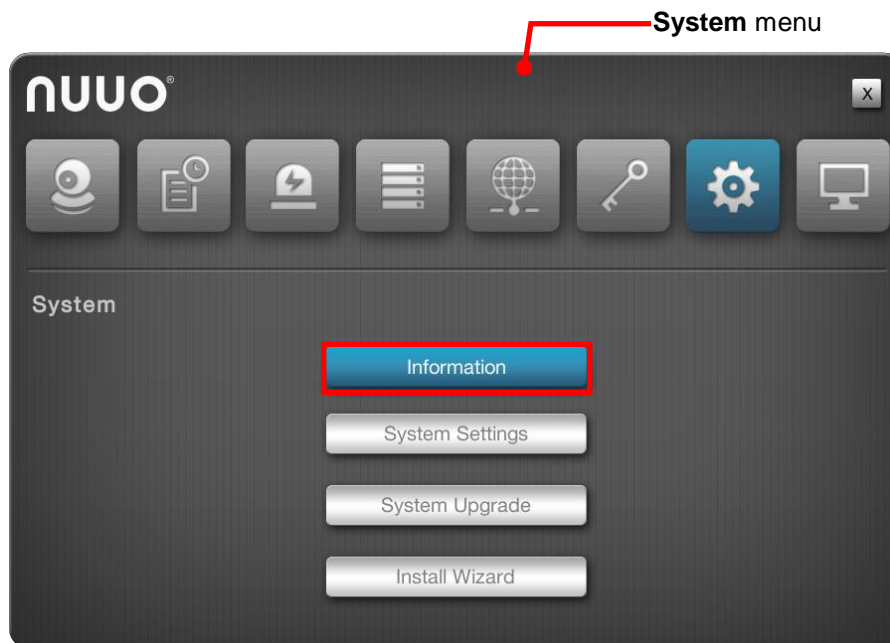 System menu
nuuo®
X
System
Information
System Settings
System Upgrade
Install Wizard